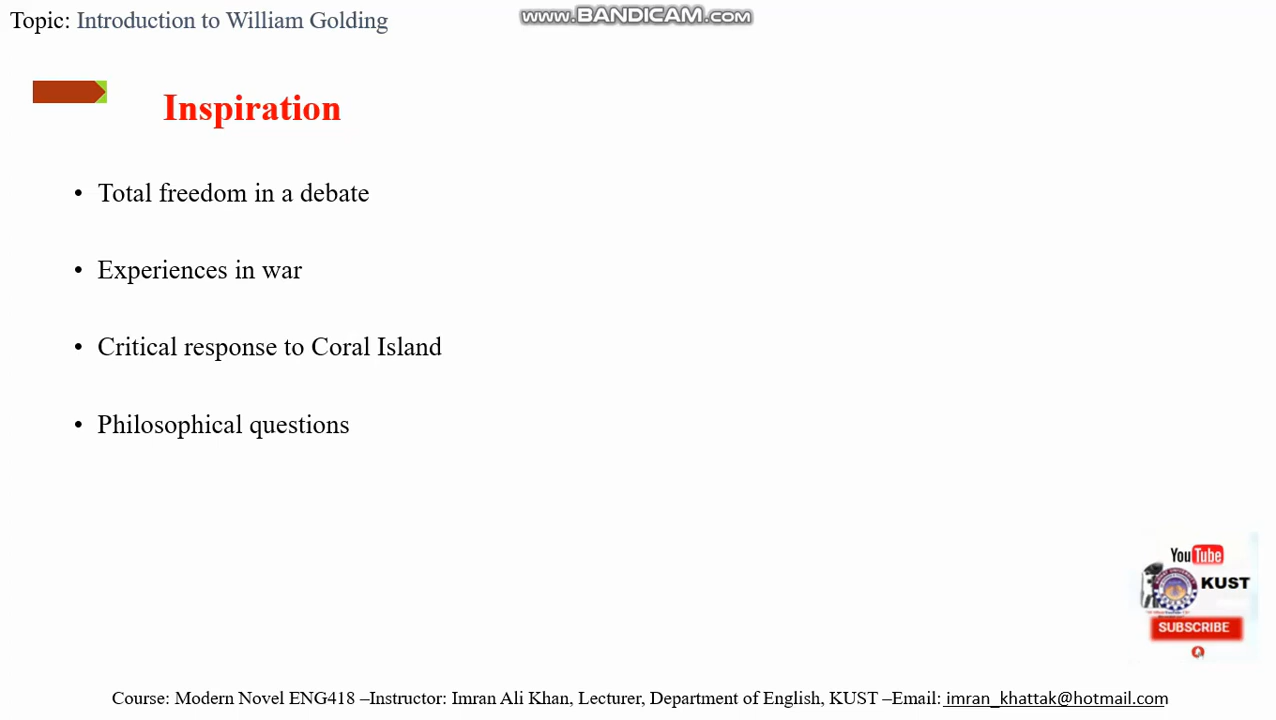 Topic: Introduction to William Golding
www.BANDICAM.com
Inspiration
• Total freedom in a debate
• Experiences in war
• Critical response to Coral Island
• Philosophical questions
YouTube
KUST
SUBSCRIBE
Course: Modern Novel ENG418 –Instructor: Imran Ali Khan, Lecturer, Department of English, KUST –Email: imran_khattak@hotmail.com